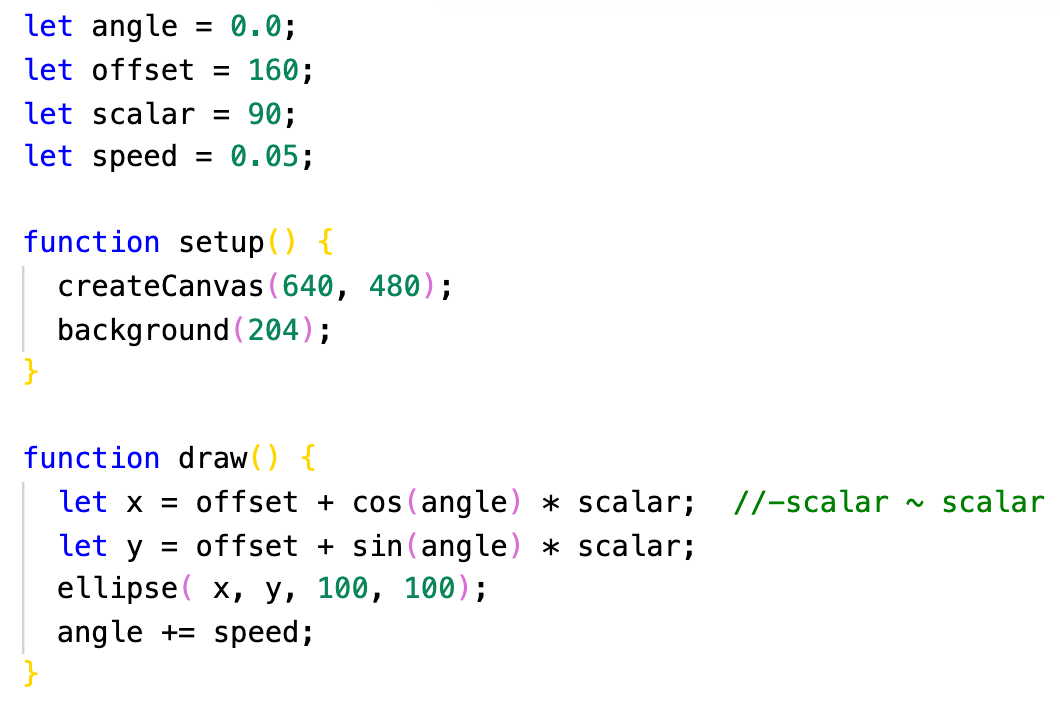 let angle = 0.0;
let offset = 160;
let scalar = 90;
let speed = 0.05;
function setup() {
  createCanvas(640, 480);
  background(204);
}
function draw() {
  let x = offset + cos(angle) * scalar;  //-scalar ~ scalar
  let y = offset + sin(angle) * scalar;
  ellipse( x, y, 100, 100);
  angle += speed;
}